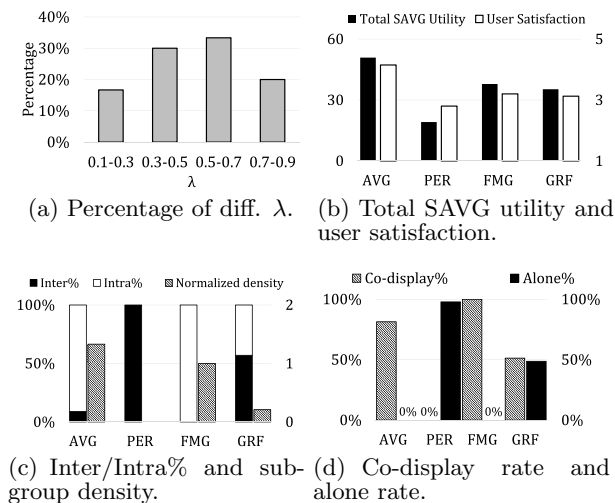 40%
30%
20%
10%
0%
Percentage
0.1-0.3 0.3-0.5 0.5-0.7 0.7-0.9
λ
(a) Percentage of diff. λ.
Total SAVG Utility User Satisfaction
60
30
0
5
3
1
AVG PER FMG GRF
(b) Total SAVG utility and
user satisfaction.
Inter% Intra% Normalized density
100%
50%
0%
2
1
0
AVG PER FMG GRF
(c) Inter/Intra% and sub-
group density.
Co-display% Alone%
100%
50%
0%
100%
50%
0%
0% 0% 0%
AVG PER FMG GRF
(d) Co-display rate and
alone rate.